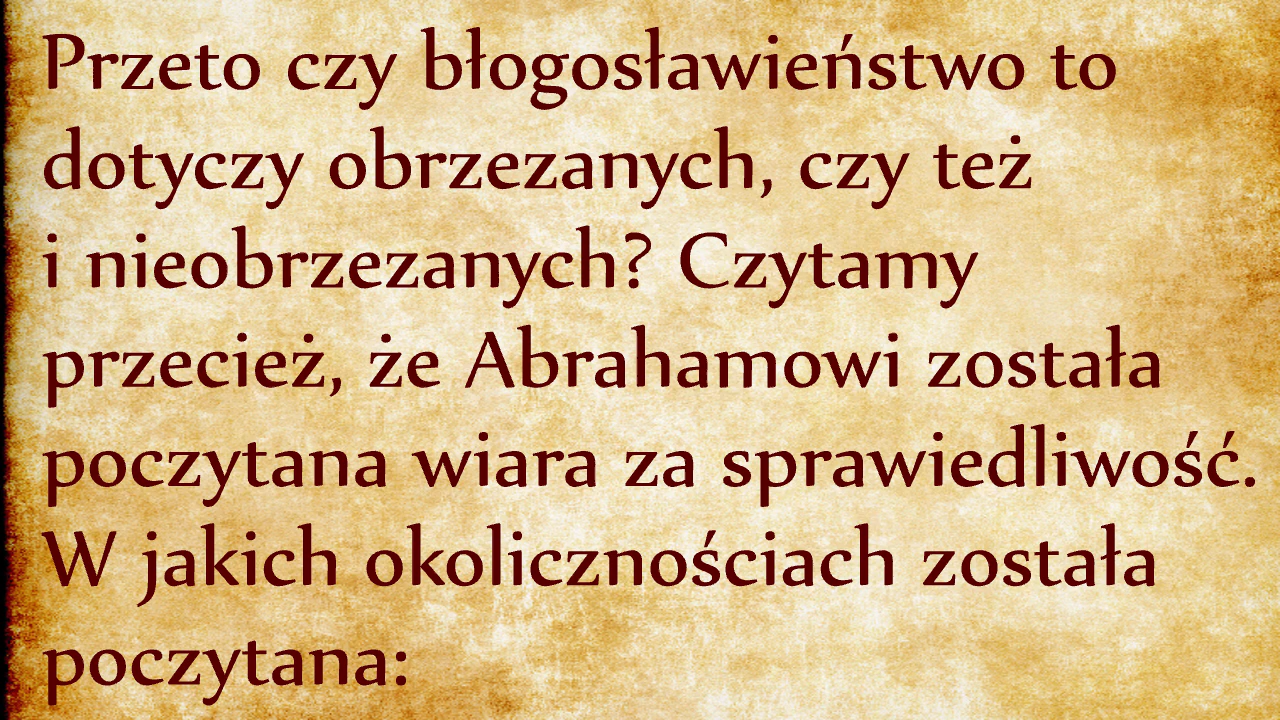 Przeto czy błogosławieństwo to
dotyczy obrzezanych, czy też
i nieobrzezanych? Czytamy
przecież, że Abrahamowi została
poczytana wiara za sprawiedliwość.
W jakich okolicznościach została
poczytana: